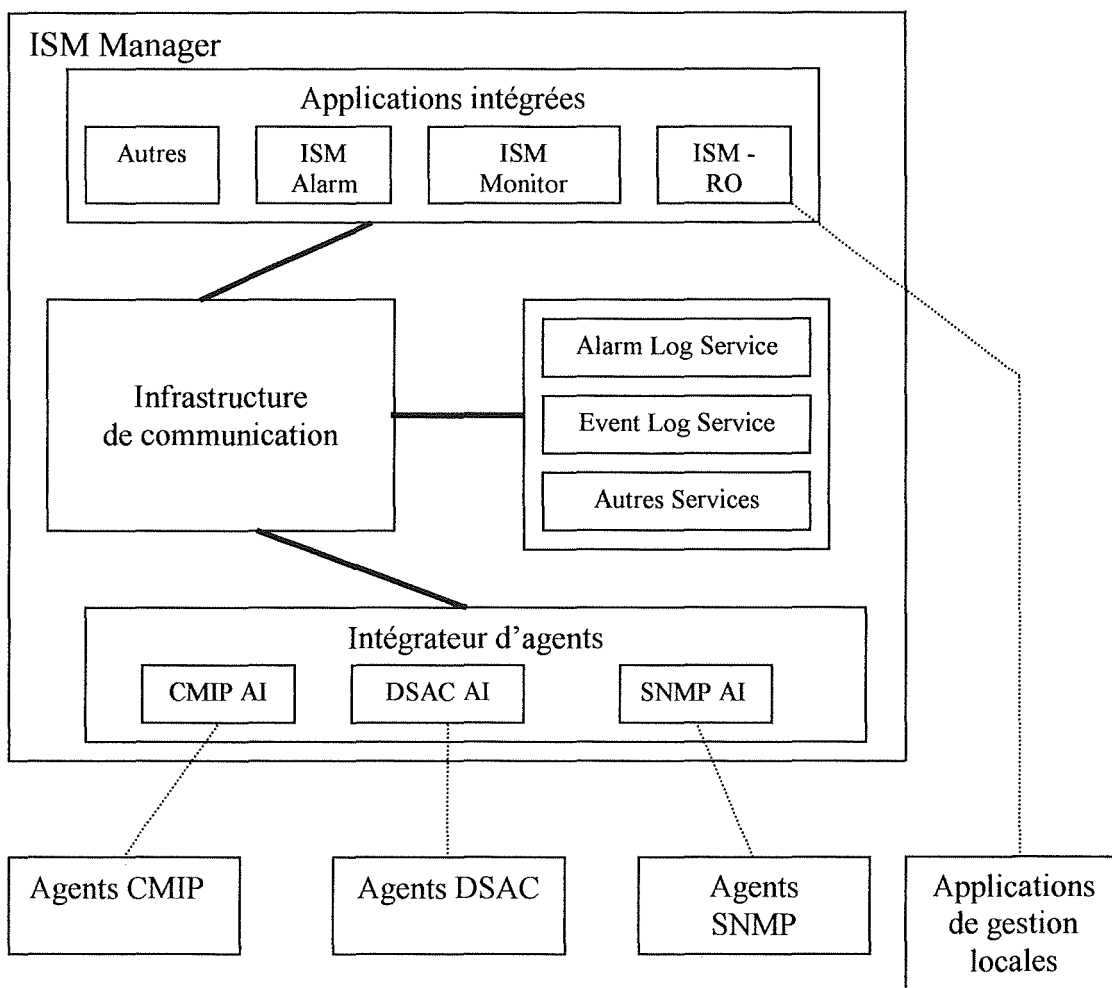 ISM Manager
Applications intégrées
Autres
ISM
Alarm
ISM
Monitor
ISM -
RO
Infrastructure
de communication
Alarm Log Service
Event Log Service
Autres Services
Intégrateur d'agents
CMIP AI
DSAC AI
SNMP AI
Agents CMIP
Agents DSAC
Agents
SNMP
Applications
de gestion
locales